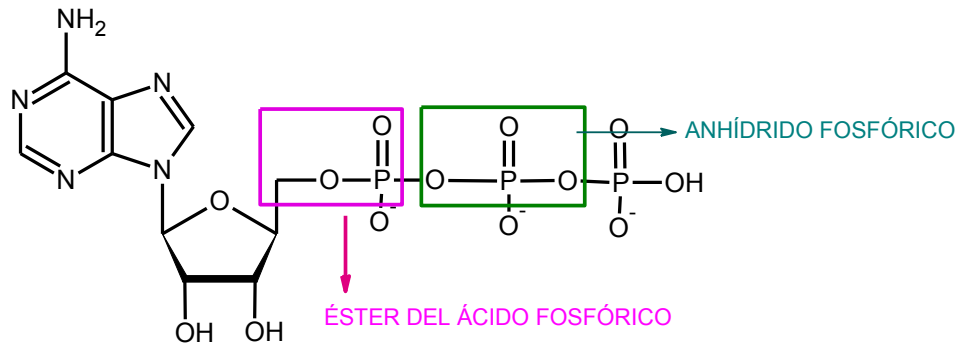 NH2
N
N
N
N
O
O
O
O
P
O
P
O
P
OH
O-
O-
O-
O
OH
OH
ANHÍDRIDO FOSFÓRICO
ÉSTER DEL ÁCIDO FOSFÓRICO